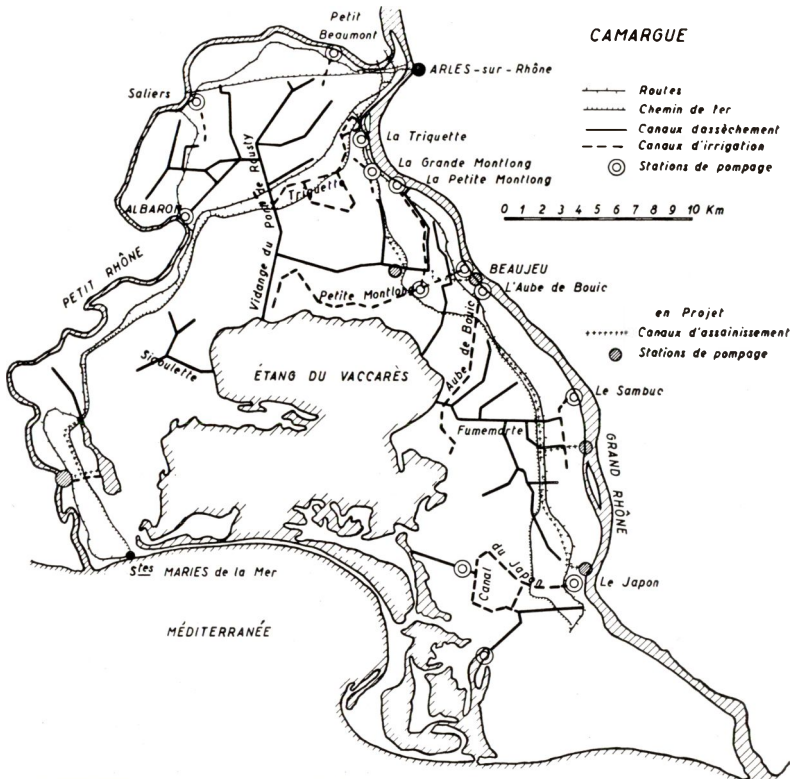 CAMARGUE
Routes
Chemin de ter
Canaux dassèchement
Canaux d'irrigation
Stations de pompage
0 1 2 3 4 5 6 7 8 9 10 Km
en Projet
Canaux d'assainissement
Stations de pompage
Petit
Beaumont
ARLES-sur-Rhône
Saliers
La Triquette
La Grande Montlong
La Petite Montlong
Vidange du Pont de Rousty
Triquette
ALBARON
PETIT RHÔNE
BEAUJEU
L'Aube de Bouic
Petite Montlong
Aube de Bouic
Sigoulette
ÉTANG DU VACCARÈS
Le Sambuc
Fumemarte
GRAND RHÔNE
Stes MARIES de la Mer
Canal du Japon
Le Japon
MÉDITERRANÉE